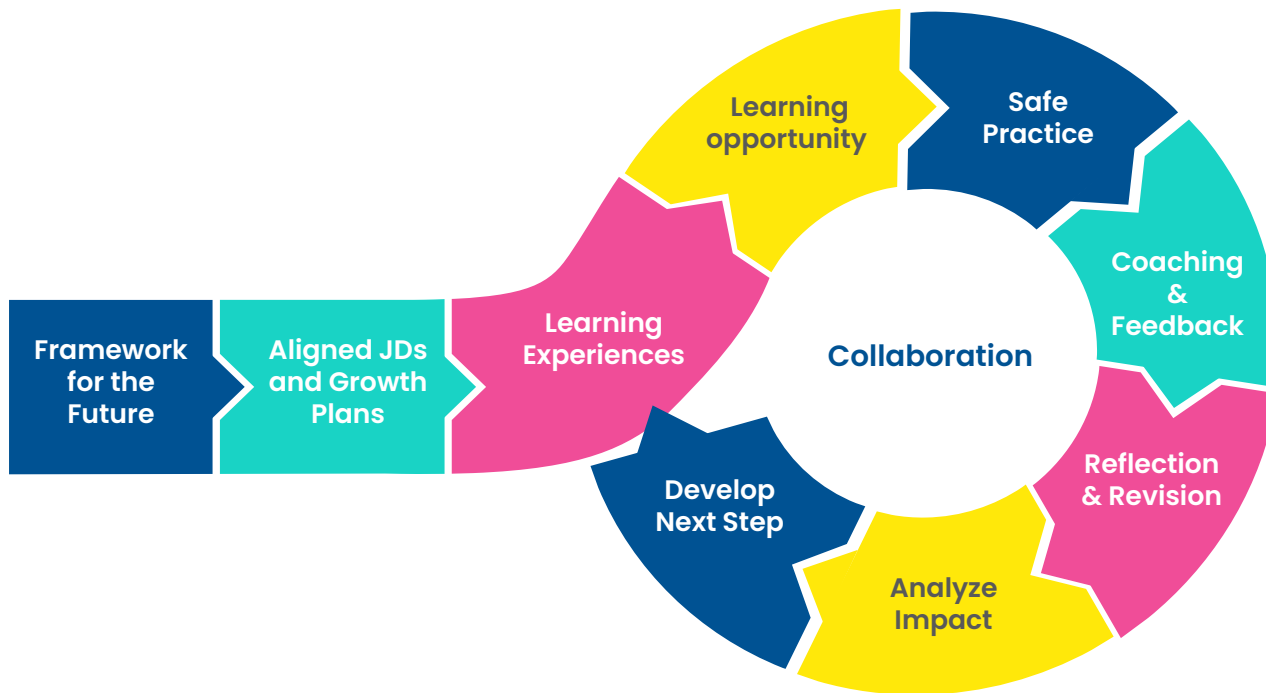 Framework
for the
Future
Aligned JDs
and Growth
Plans
Learning
Experiences
Learning
opportunity
Safe
Practice
Coaching
&
Feedback
Reflection
& Revision
Analyze
Impact
Develop
Next Step
Collaboration